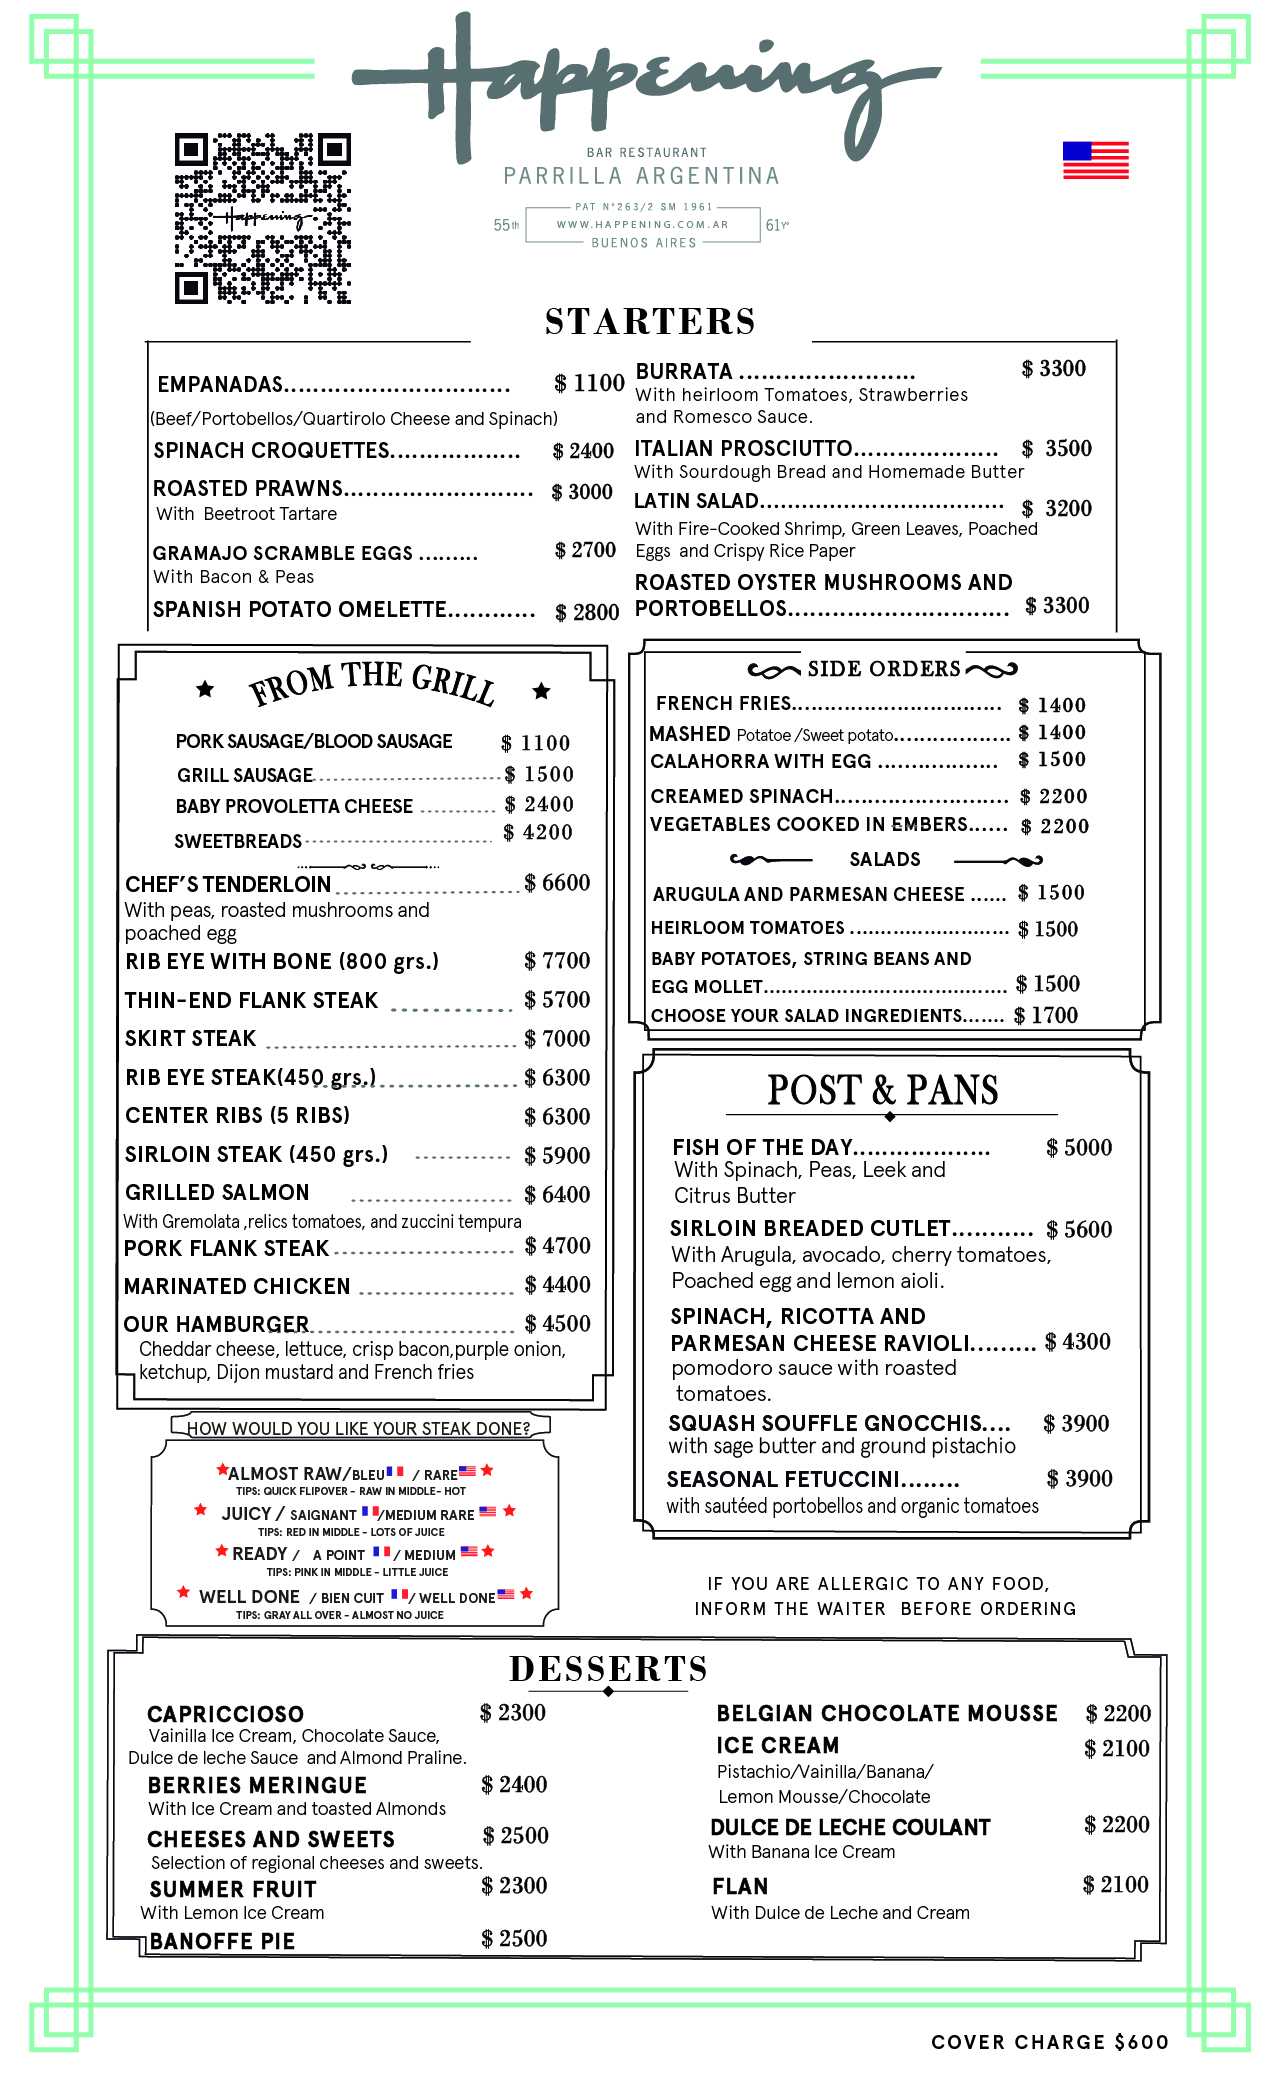 Happening
BAR RESTAURANT
PARRILLA ARGENTINA
PAT N°263/2 SM 1961
55th WWW.HAPPENING.COM.AR 61Yº
BUENOS AIRES
Happening
STARTERS
EMPANADAS............................. $ 1100
(Beef/Portobellos/Quartirolo Cheese and Spinach)
SPINACH CROQUETTES................. $ 2400
ROASTED PRAWNS.......................... $ 3000
With Beetroot Tartare
GRAMAJO SCRAMBLE EGGS ......... $ 2700
With Bacon & Peas
SPANISH POTATO OMELETTE............ $ 2800
BURRATA ........................ $ 3300
With heirloom Tomatoes, Strawberries
and Romesco Sauce.
ITALIAN PROSCIUTTO.................... $ 3500
With Sourdough Bread and Homemade Butter
LATIN SALAD.................................. $ 3200
With Fire-Cooked Shrimp, Green Leaves, Poached
Eggs and Crispy Rice Paper
ROASTED OYSTER MUSHROOMS AND
PORTOBELLOS.............................. $ 3300
FROM THE GRILL
PORK SAUSAGE/BLOOD SAUSAGE $ 1100
GRILL SAUSAGE $ 1500
BABY PROVOLETTA CHEESE $ 2400
SWEETBREADS $ 4200
CHEF'S TENDERLOIN $ 6600
With peas, roasted mushrooms and
poached egg
RIB EYE WITH BONE (800 grs.) $ 7700
THIN-END FLANK STEAK $ 5700
SKIRT STEAK $ 7000
RIB EYE STEAK(450 grs.) $ 6300
CENTER RIBS (5 RIBS) $ 6300
SIRLOIN STEAK (450 grs.) $ 5900
GRILLED SALMON $ 6400
With Gremolata ,relics tomatoes, and zuccini tempura
PORK FLANK STEAK $ 4700
MARINATED CHICKEN $ 4400
OUR HAMBURGER $ 4500
Cheddar cheese, lettuce, crisp bacon,purple onion,
ketchup, Dijon mustard and French fries
HOW WOULD YOU LIKE YOUR STEAK DONE?
ALMOST RAW/BLEU / RARE
TIPS: QUICK FLIPOVER - RAW IN MIDDLE- HOT
JUICY / SAIGNANT /MEDIUM RARE
TIPS: RED IN MIDDLE - LOTS OF JUICE
READY / A POINT / MEDIUM
TIPS: PINK IN MIDDLE - LITTLE JUICE
WELL DONE / BIEN CUIT / WELL DONE
TIPS: GRAY ALL OVER - ALMOST NO JUICE
SIDE ORDERS
FRENCH FRIES................................ $ 1400
MASHED Potatoe /Sweet potato.................. $ 1400
CALAHORRA WITH EGG .................. $ 1500
CREAMED SPINACH......................... $ 2200
VEGETABLES COOKED IN EMBERS...... $ 2200
SALADS
ARUGULA AND PARMESAN CHEESE ...... $ 1500
HEIRLOOM TOMATOES ........................... $ 1500
BABY POTATOES, STRING BEANS AND
EGG MOLLET....................................... $ 1500
CHOOSE YOUR SALAD INGREDIENTS....... $ 1700
POST & PANS
FISH OF THE DAY................... $ 5000
With Spinach, Peas, Leek and
Citrus Butter
SIRLOIN BREADED CUTLET........... $ 5600
With Arugula, avocado, cherry tomatoes,
Poached egg and lemon aioli.
SPINACH, RICOTTA AND
PARMESAN CHEESE RAVIOLI......... $ 4300
pomodoro sauce with roasted
tomatoes.
SQUASH SOUFFLE GNOCCHIS.... $ 3900
with sage butter and ground pistachio
SEASONAL FETUCCINI........ $ 3900
with sautéed portobellos and organic tomatoes
IF YOU ARE ALLERGIC TO ANY FOOD,
INFORM THE WAITER BEFORE ORDERING
DESSERTS
CAPRICCIOSO $ 2300
Vainilla Ice Cream, Chocolate Sauce,
Dulce de leche Sauce and Almond Praline.
BERRIES MERINGUE $ 2400
With Ice Cream and toasted Almonds
CHEESES AND SWEETS $ 2500
Selection of regional cheeses and sweets.
SUMMER FRUIT $ 2300
With Lemon Ice Cream
BANOFFE PIE $ 2500
BELGIAN CHOCOLATE MOUSSE $ 2200
ICE CREAM $ 2100
Pistachio/Vainilla/Banana/
Lemon Mousse/Chocolate
DULCE DE LECHE COULANT $ 2200
With Banana Ice Cream
FLAN $ 2100
With Dulce de Leche and Cream
COVER CHARGE $600